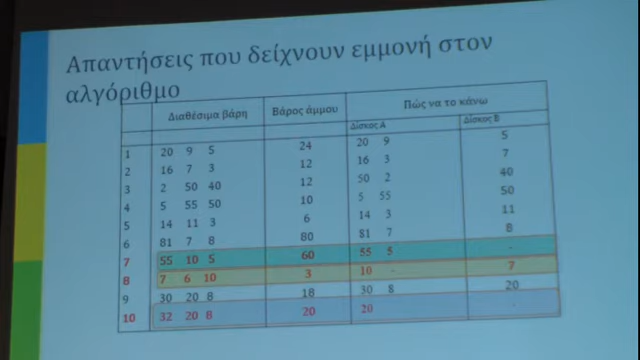 Απαντήσεις που δείχνουν εμμονή στον
αλγόριθμο
Διαθέσιμα βάρη Βάρος άμμου Πώς να το κάνω
Δίσκος Α Δίσκος Β
1 20 9 5 24 20 9 5
2 16 7 3 12 16 3 7
3 2 50 40 12 50 2 40
4 5 55 50 10 5 55 50
5 14 11 3 6 14 3 11
6 81 7 8 80 81 7 8
7 55 10 5 60 55 5 -
8 7 6 10 3 10 - 7
9 30 20 8 18 30 8 20
10 32 20 8 20 20 -